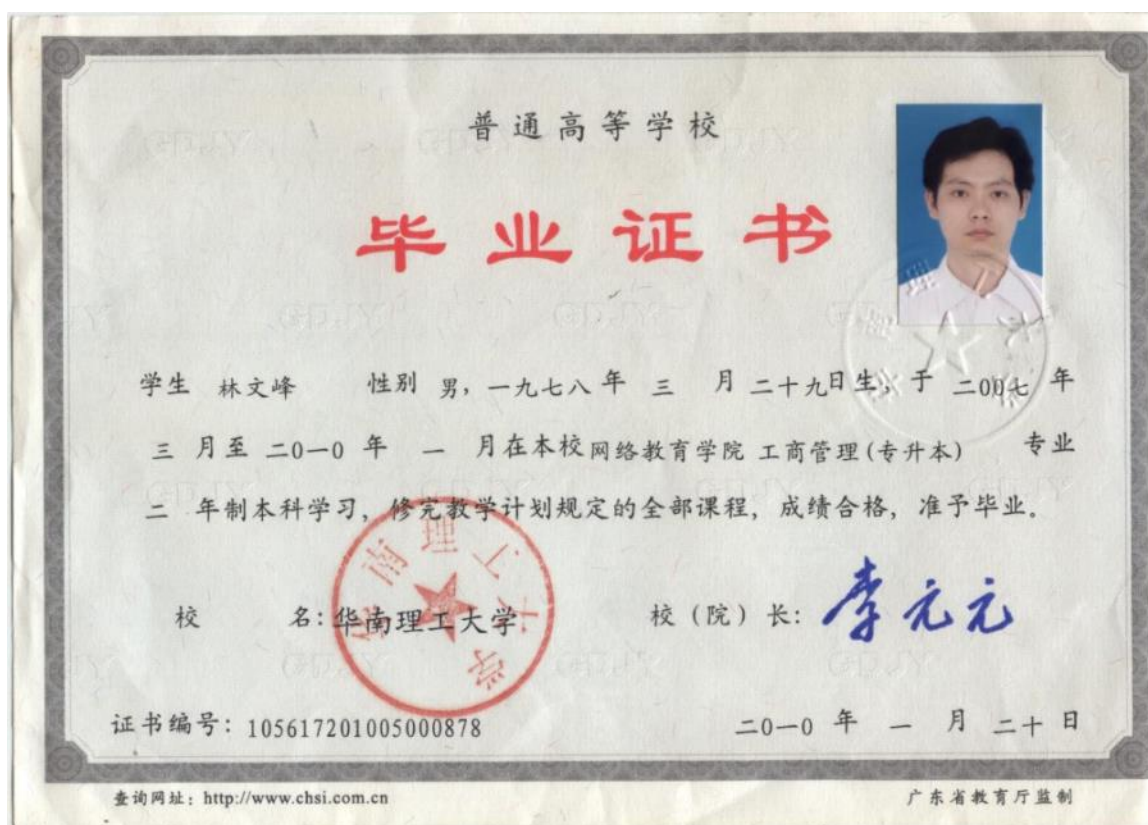 普通高等学校
毕业证书
学生 林文峰 性别 男，一九七八 年 三 月 二十九日生，于 二00七 年
三 月至 二0一0 年 一 月在本校网络教育学院 工商管理(专升本) 专业
二 年制本科学习，修完教学计划规定的全部课程，成绩合格，准予毕业。
校 名：华南理工大学 校（院）长：李元元
华南理工大学
证书编号：105617201005000878 二0一0 年 一 月 二十 日
查询网址：http://www.chsi.com.cn 广东省教育厅监制